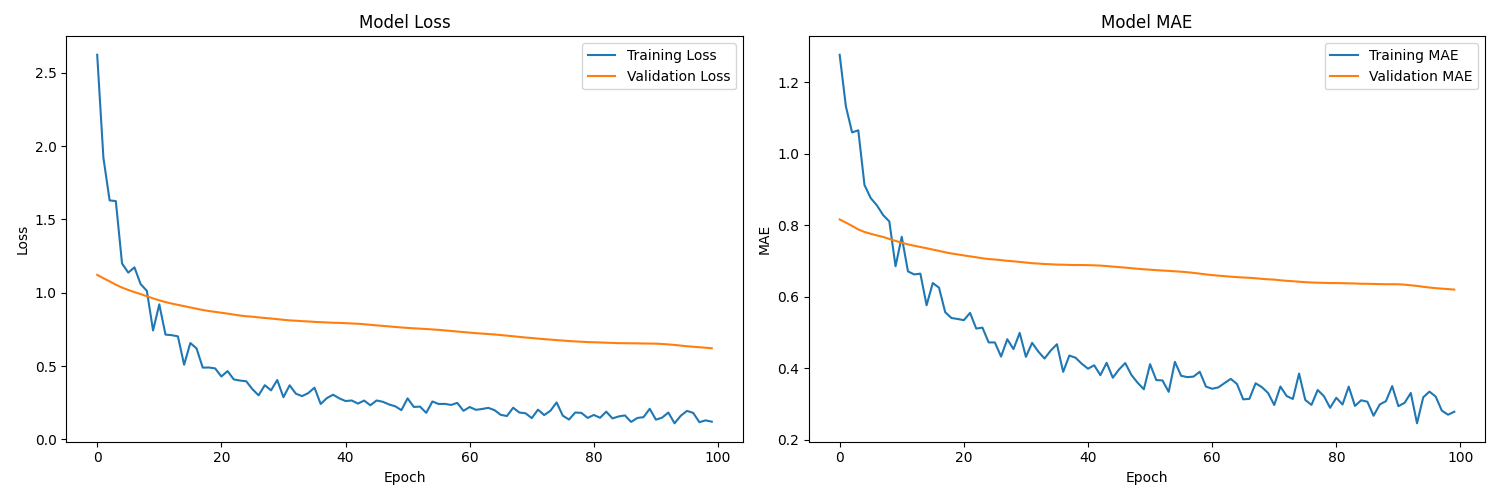 Model Loss
Training Loss
Validation Loss
2.5
2.0
1.5
1.0
0.5
0.0
Loss
0 20 40 60 80 100
Epoch
Model MAE
Training MAE
Validation MAE
1.2
1.0
0.8
0.6
0.4
0.2
MAE
0 20 40 60 80 100
Epoch